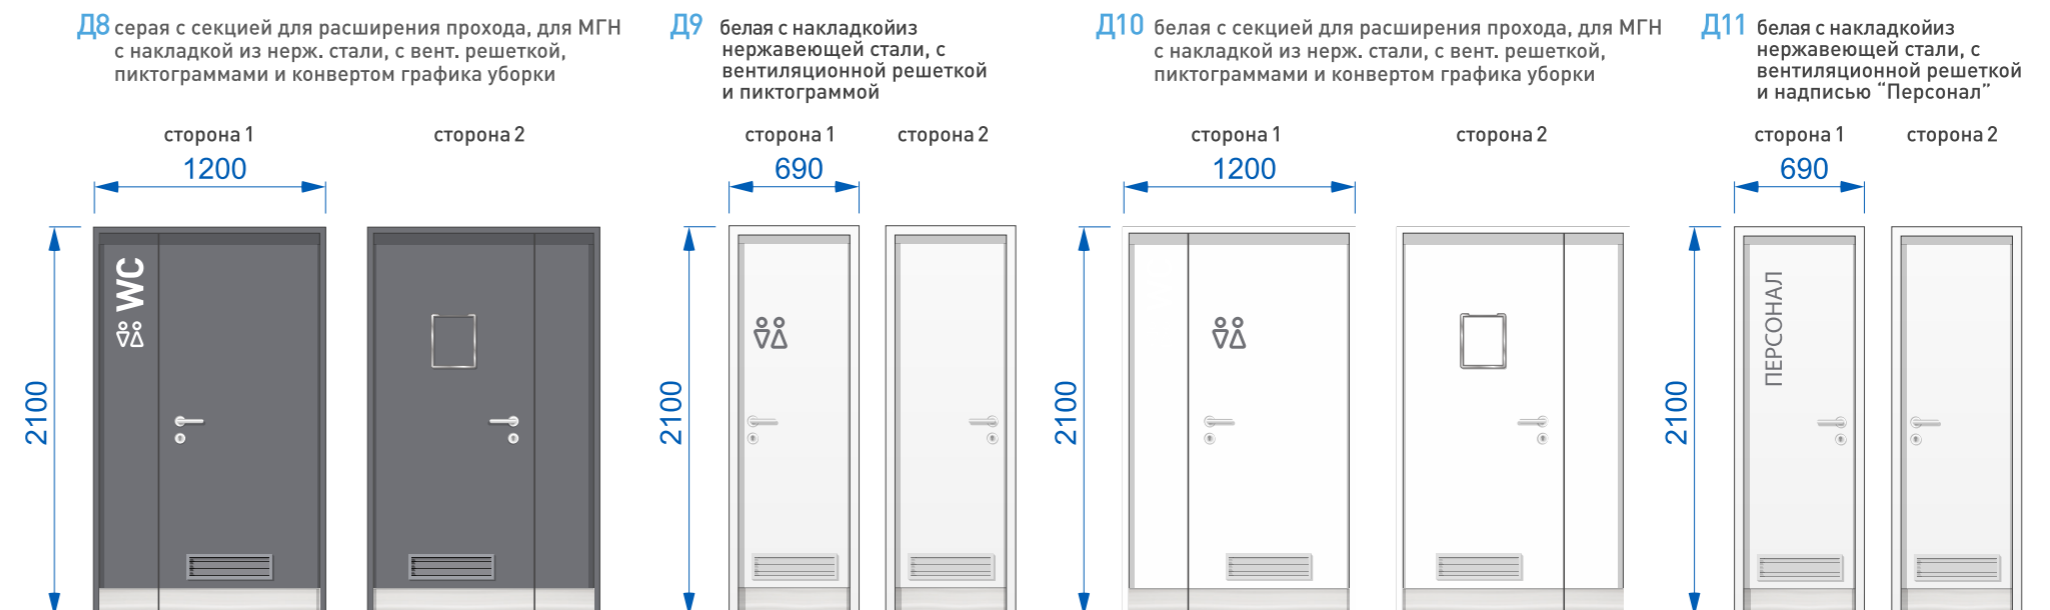 Д8 серая с секцией для расширения прохода, для МГН
с накладкой из нерж. стали, с вент. решеткой,
пиктограммами и конвертом графика уборки
сторона 1
сторона 2
1200
2100
WC
Д9 белая с накладкойиз
нержавеющей стали, с
вентиляционной решеткой
и пиктограммой
сторона 1
сторона 2
690
2100
Д10 белая с секцией для расширения прохода, для МГН
с накладкой из нерж. стали, с вент. решеткой,
пиктограммами и конвертом графика уборки
сторона 1
сторона 2
1200
2100
Д11 белая с накладкойиз
нержавеющей стали, с
вентиляционной решеткой
и надписью “Персонал”
сторона 1
сторона 2
690
2100
ПЕРСОНАЛ